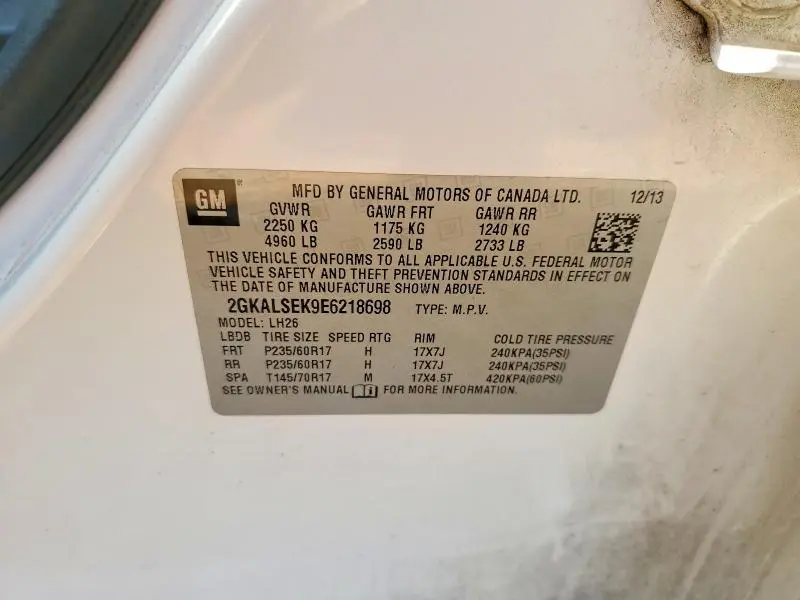 GM MFD BY GENERAL MOTORS OF CANADA LTD. 12/13
GVWR GAWR FRT GAWR RR
2250 KG 1175 KG 1240 KG
4960 LB 2590 LB 2733 LB
THIS VEHICLE CONFORMS TO ALL APPLICABLE U.S. FEDERAL MOTOR
VEHICLE SAFETY AND THEFT PREVENTION STANDARDS IN EFFECT ON
THE DATE OF MANUFACTURE SHOWN ABOVE.
2GKALSEK9E6218698 TYPE: M.P.V.
MODEL: LH26
LBDB TIRE SIZE SPEED RTG RIM COLD TIRE PRESSURE
FRT P235/60R17 H 17X7J 240KPA(35PSI)
RR P235/60R17 H 17X7J 240KPA(35PSI)
SPA T145/70R17 M 17X4.5T 420KPA(60PSI)
SEE OWNER'S MANUAL FOR MORE INFORMATION.